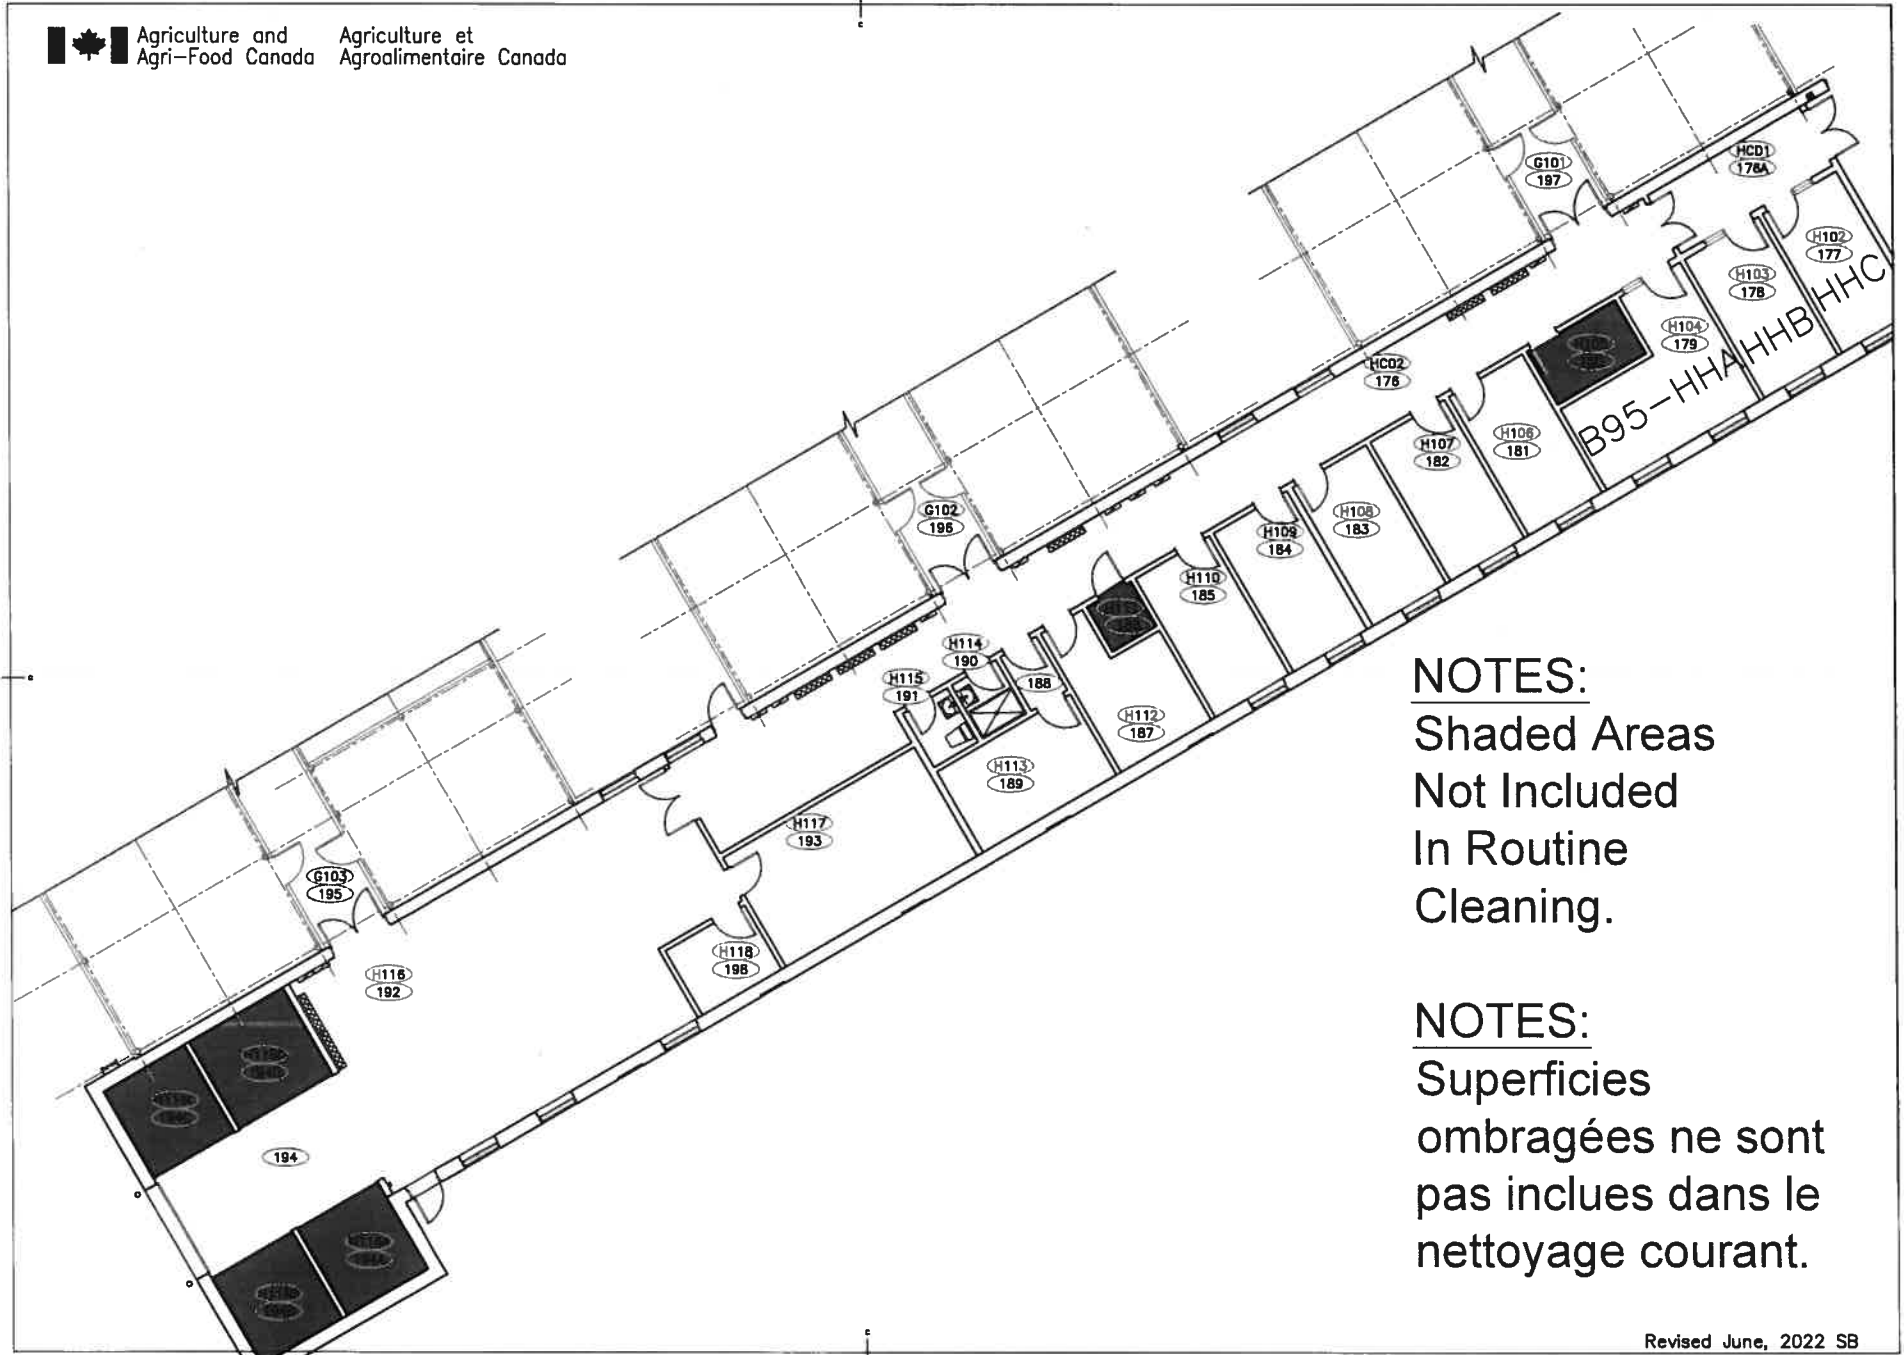 Agriculture and
Agri-Food Canada
Agriculture et
Agroalimentaire Canada
G101
197
HC01
176A
H102
177
H103
178
H104
179
HC02
176
B95-HHA HHB HHC
H106
181
H107
182
H108
183
H109
184
H110
185
G102
196
H114
190
188
H115
191
H112
187
H113
189
H117
193
G103
195
H118
198
H116
192
194
NOTES:
Shaded Areas
Not Included
In Routine
Cleaning.
NOTES:
Superficies
ombragées ne sont
pas inclues dans le
nettoyage courant.
Revised June, 2022 SB
c
c
c